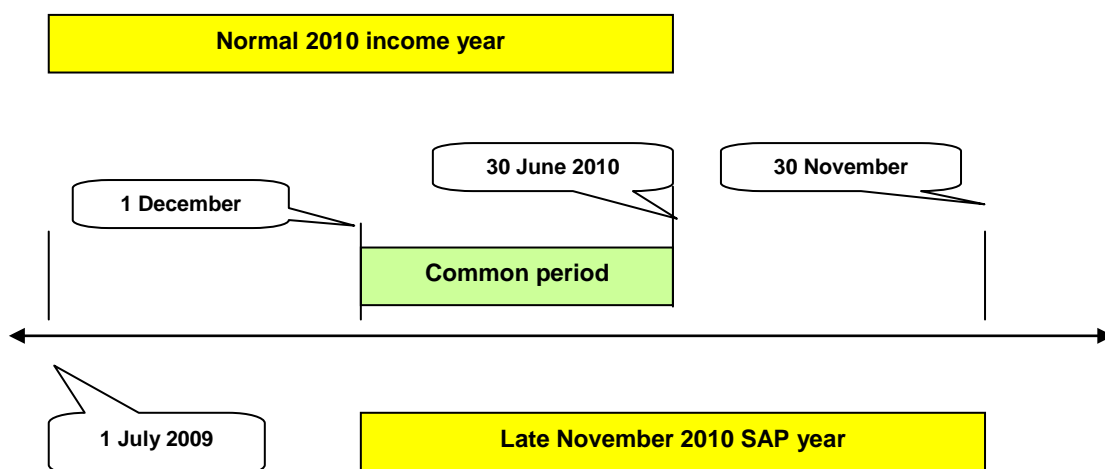 Normal 2010 income year
30 June 2010
30 November
1 December
Common period
1 July 2009
Late November 2010 SAP year